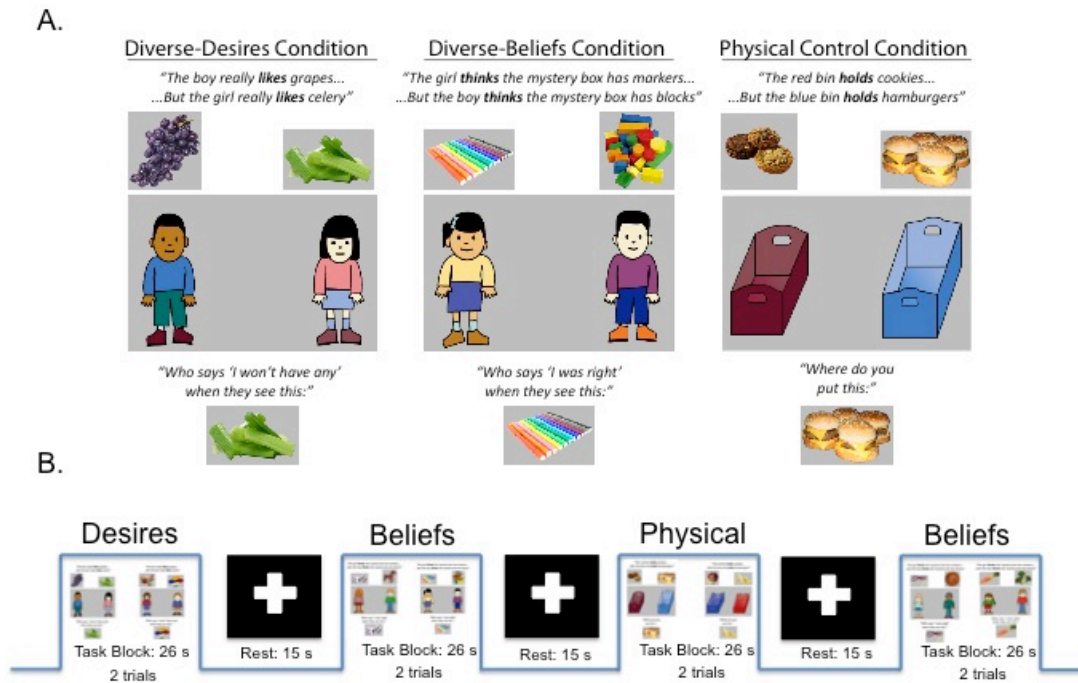 A.
Diverse-Desires Condition
"The boy really likes grapes...
...But the girl really likes celery"
"Who says 'I won't have any'
when they see this:"
Diverse-Beliefs Condition
"The girl thinks the mystery box has markers...
...But the boy thinks the mystery box has blocks"
"Who says 'I was right'
when they see this:"
Physical Control Condition
"The red bin holds cookies...
...But the blue bin holds hamburgers"
"Where do you
put this:"
B.
Desires
Task Block: 26 s
2 trials
Rest: 15 s
Beliefs
Task Block: 26 s
2 trials
Rest: 15 s
Physical
Task Block: 26 s
2 trials
Rest: 15 s
Beliefs
Task Block: 26 s
2 trials